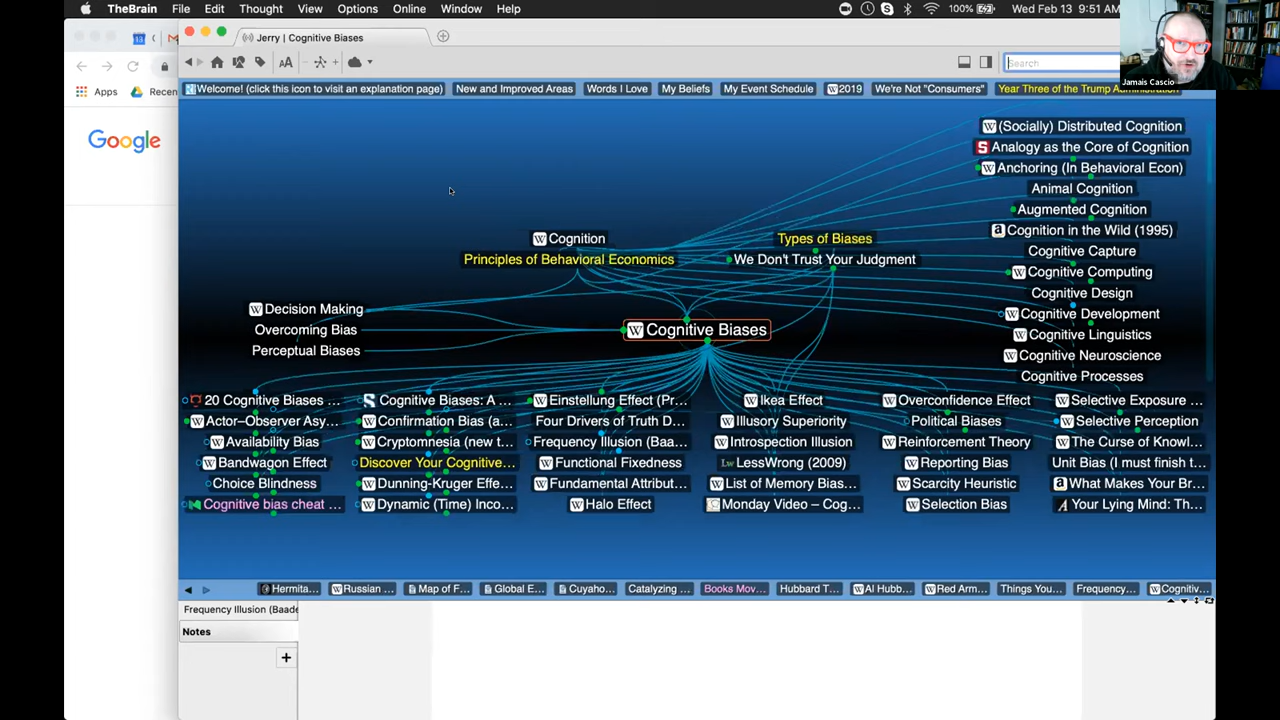 TheBrain File Edit Thought View Options Online Window Help 100% Wed Feb 13 9:51 AM
Jerry | Cognitive Biases
Jamais Cascio
Apps Recen
AA
Search
Welcome! (click this icon to visit an explanation page) New and Improved Areas Words I Love My Beliefs My Event Schedule 2019 We're Not "Consumers" Year Three of the Trump Administration
Google
(Socially) Distributed Cognition
Analogy as the Core of Cognition
Anchoring (In Behavioral Econ)
Animal Cognition
Augmented Cognition
Cognition in the Wild (1995)
Cognitive Capture
Cognitive Computing
Cognitive Design
Cognitive Development
Cognitive Linguistics
Cognitive Neuroscience
Cognitive Processes
Cognition Types of Biases
Principles of Behavioral Economics We Don't Trust Your Judgment
Decision Making
Overcoming Bias Cognitive Biases
Perceptual Biases
20 Cognitive Biases ... Cognitive Biases: A ... Einstellung Effect (Pr... Ikea Effect Overconfidence Effect Selective Exposure ...
Actor–Observer Asy... Confirmation Bias (a... Four Drivers of Truth D... Illusory Superiority Political Biases Selective Perception
Availability Bias Cryptomnesia (new t... Frequency Illusion (Baa... Introspection Illusion Reinforcement Theory The Curse of Knowl...
Bandwagon Effect Discover Your Cognitive... Functional Fixedness LessWrong (2009) Reporting Bias Unit Bias (I must finish t...
Choice Blindness Dunning-Kruger Effe... Fundamental Attribut... List of Memory Bias... Scarcity Heuristic What Makes Your Br...
Cognitive bias cheat ... Dynamic (Time) Inco... Halo Effect Monday Video – Cog... Selection Bias Your Lying Mind: Th...
Hermita... Russian ... Map of F... Global E... Cuyaho... Catalyzing ... Books Mov... Hubbard T... AI Hubb... Red Arm... Things You... Frequency... Cognitiv...
Frequency Illusion (Baade
Notes
+